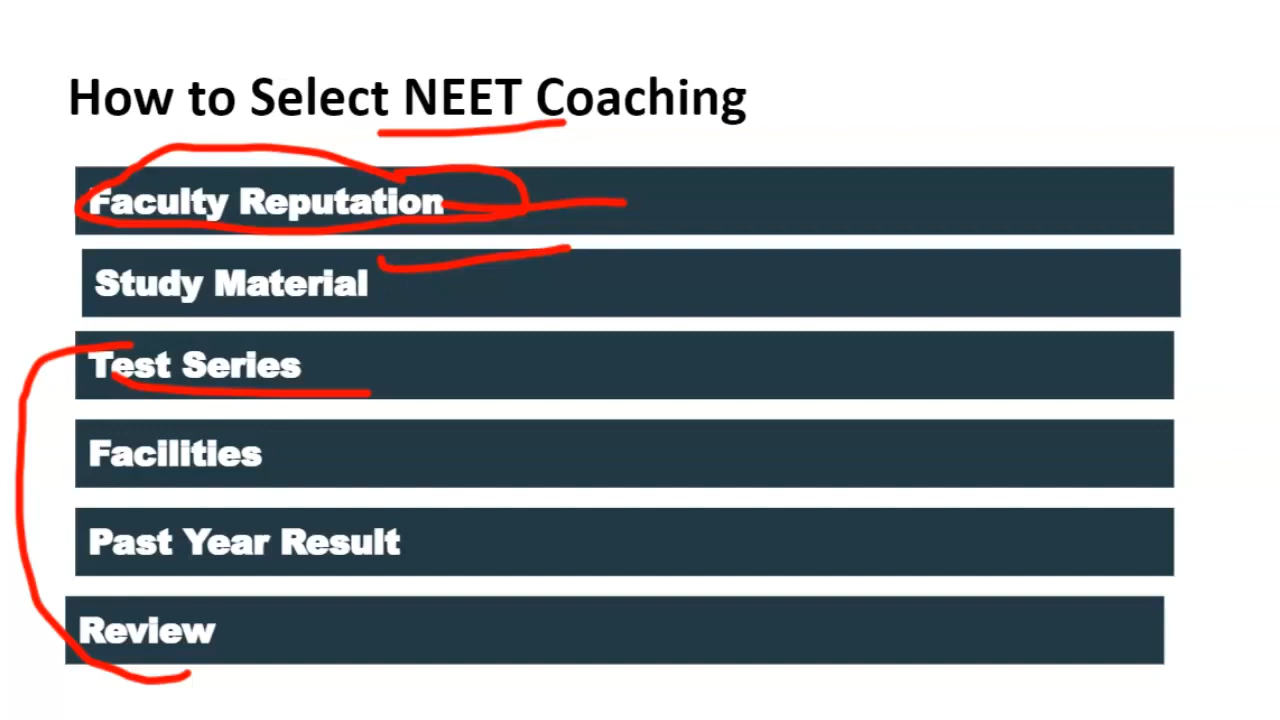 How to Select NEET Coaching
Faculty Reputation
Study Material
Test Series
Facilities
Past Year Result
Review